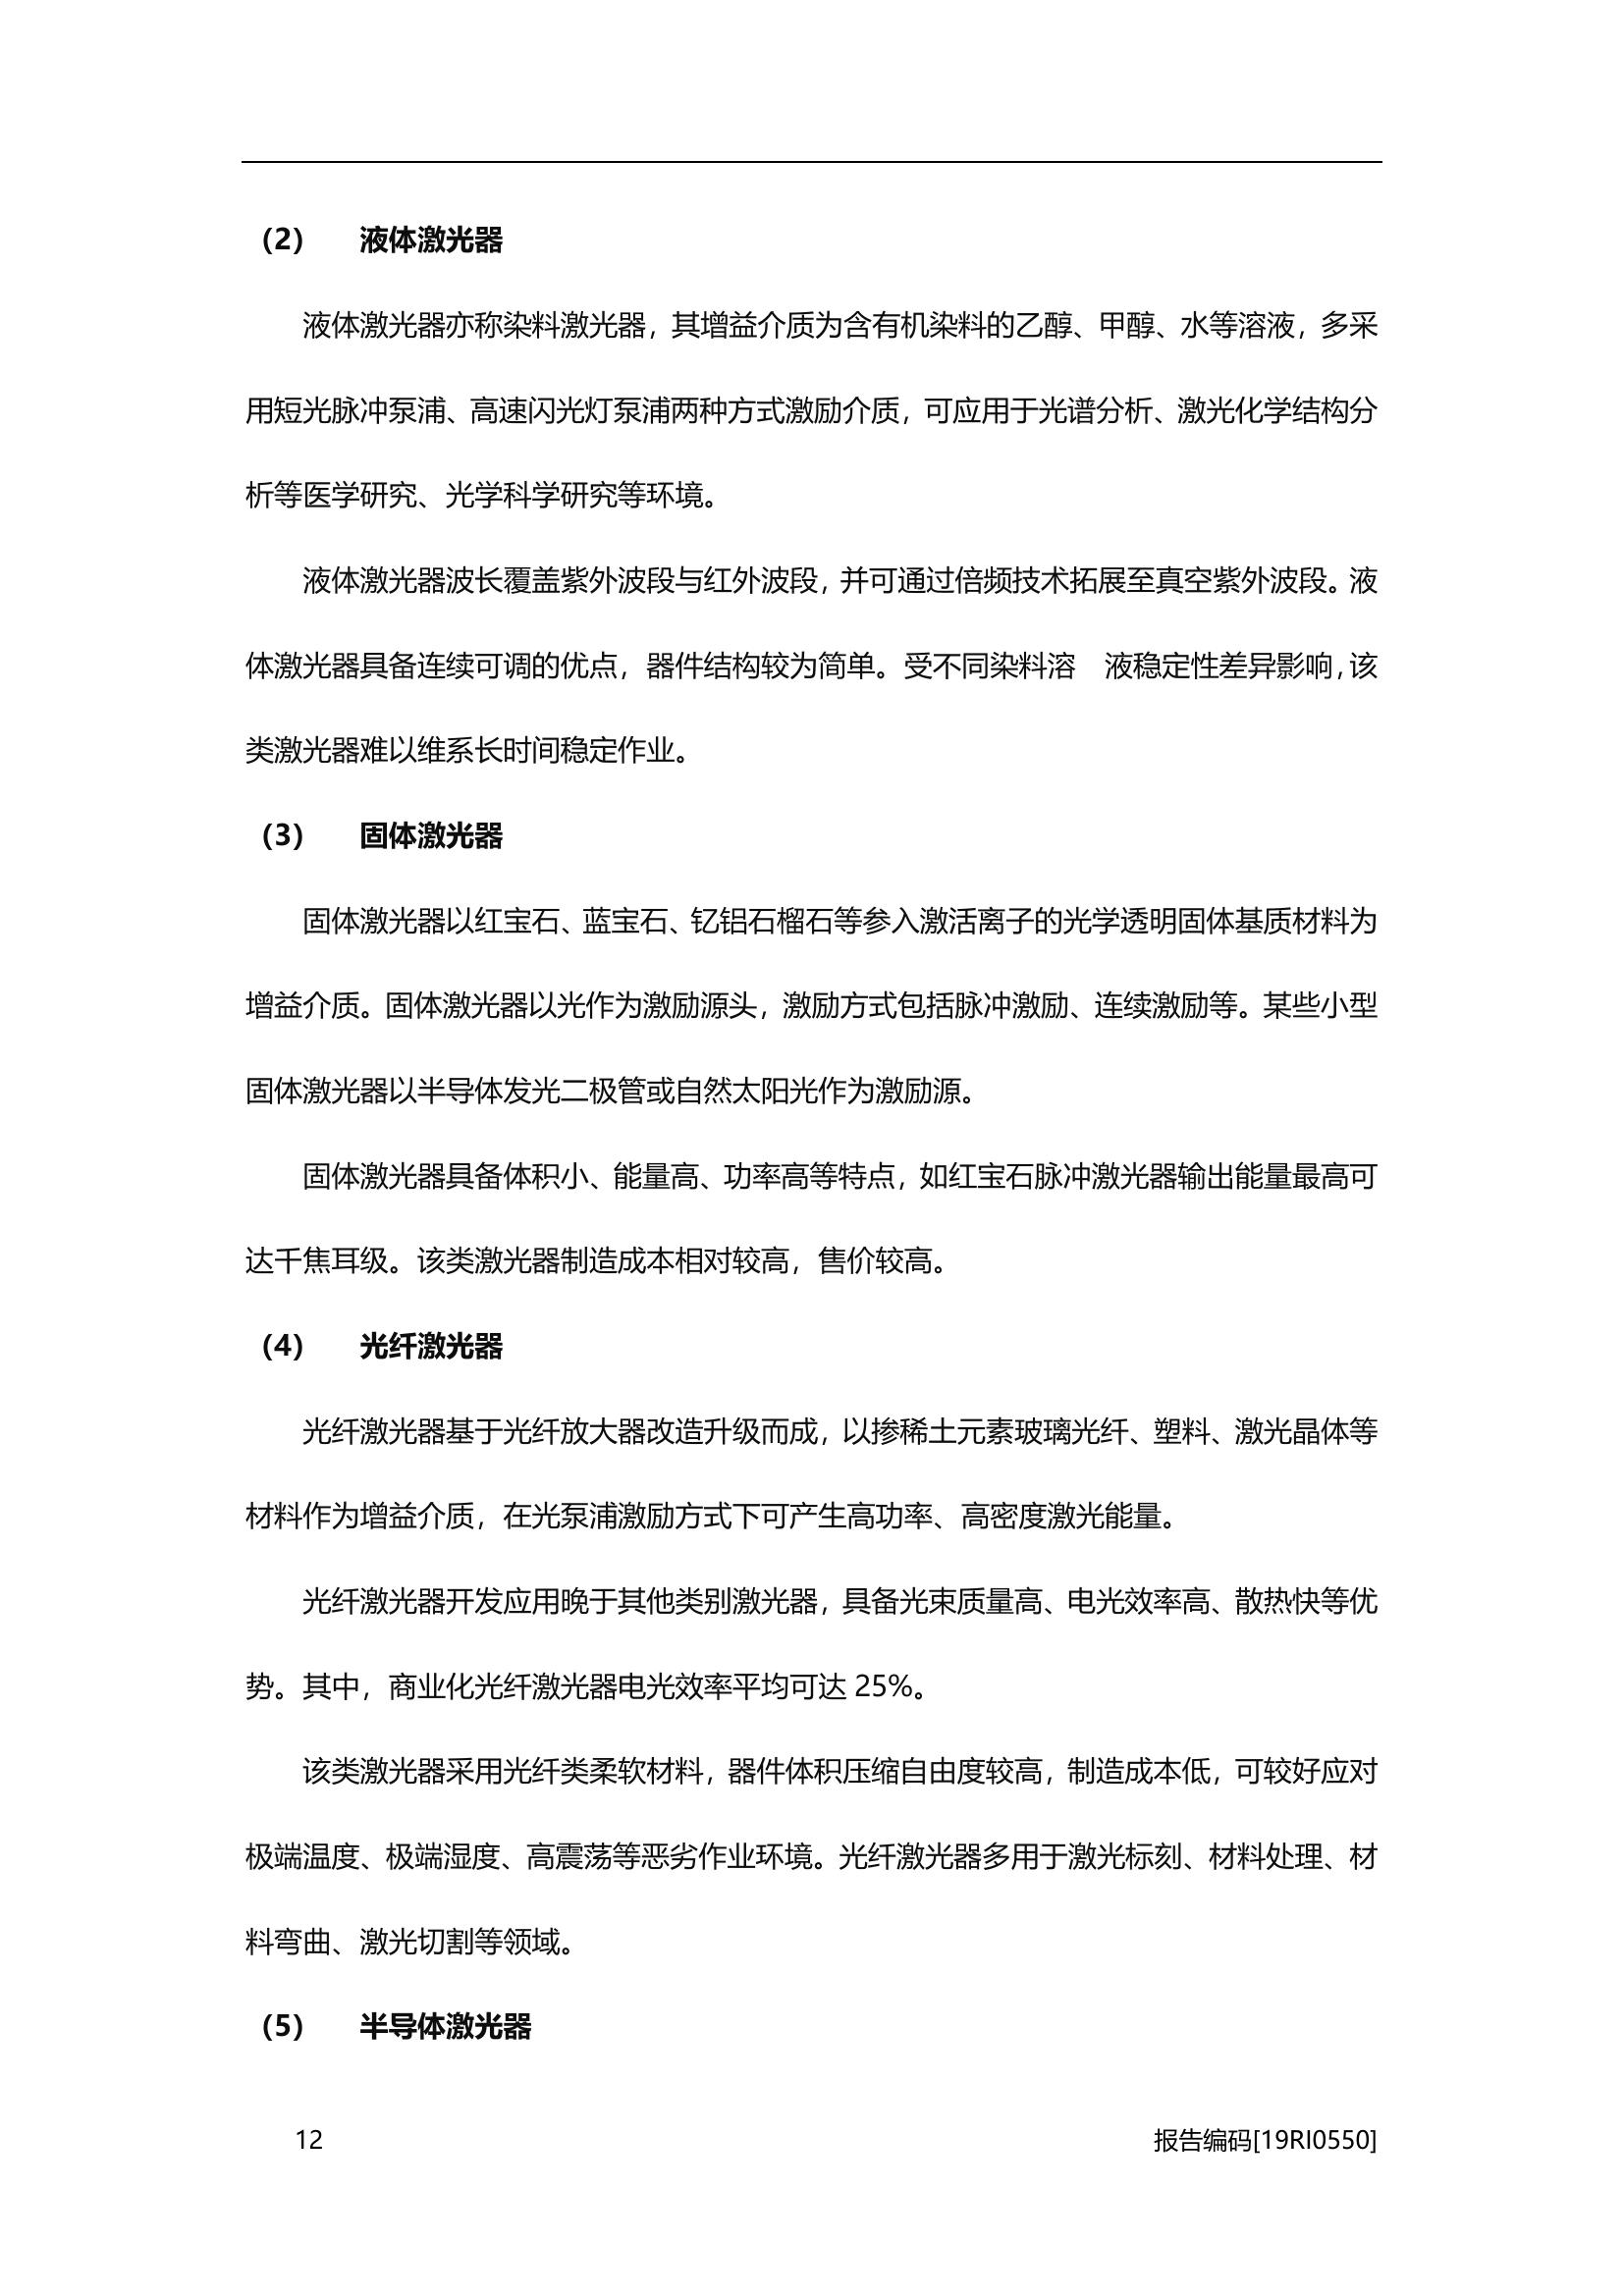 （2） 液体激光器
液体激光器亦称染料激光器，其增益介质为含有机染料的乙醇、甲醇、水等溶液，多采
用短光脉冲泵浦、高速闪光灯泵浦两种方式激励介质，可应用于光谱分析、激光化学结构分
析等医学研究、光学科学研究等环境。
液体激光器波长覆盖紫外波段与红外波段，并可通过倍频技术拓展至真空紫外波段。液
体激光器具备连续可调的优点，器件结构较为简单。受不同染料溶　液稳定性差异影响，该
类激光器难以维系长时间稳定作业。
（3） 固体激光器
固体激光器以红宝石、蓝宝石、钇铝石榴石等参入激活离子的光学透明固体基质材料为
增益介质。固体激光器以光作为激励源头，激励方式包括脉冲激励、连续激励等。某些小型
固体激光器以半导体发光二极管或自然太阳光作为激励源。
固体激光器具备体积小、能量高、功率高等特点，如红宝石脉冲激光器输出能量最高可
达千焦耳级。该类激光器制造成本相对较高，售价较高。
（4） 光纤激光器
光纤激光器基于光纤放大器改造升级而成，以掺稀土元素玻璃光纤、塑料、激光晶体等
材料作为增益介质，在光泵浦激励方式下可产生高功率、高密度激光能量。
光纤激光器开发应用晚于其他类别激光器，具备光束质量高、电光效率高、散热快等优
势。其中，商业化光纤激光器电光效率平均可达 25%。
该类激光器采用光纤类柔软材料，器件体积压缩自由度较高，制造成本低，可较好应对
极端温度、极端湿度、高震荡等恶劣作业环境。光纤激光器多用于激光标刻、材料处理、材
料弯曲、激光切割等领域。
（5） 半导体激光器
12 报告编码[19RI0550]